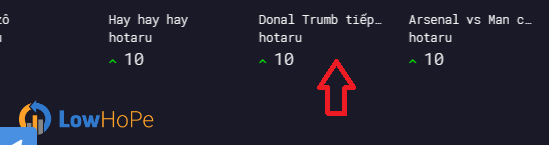 Hay hay hay
hotaru
10
Donal Trumb tiếp…
hotaru
10
Arsenal vs Man c…
hotaru
10
LowHoPe